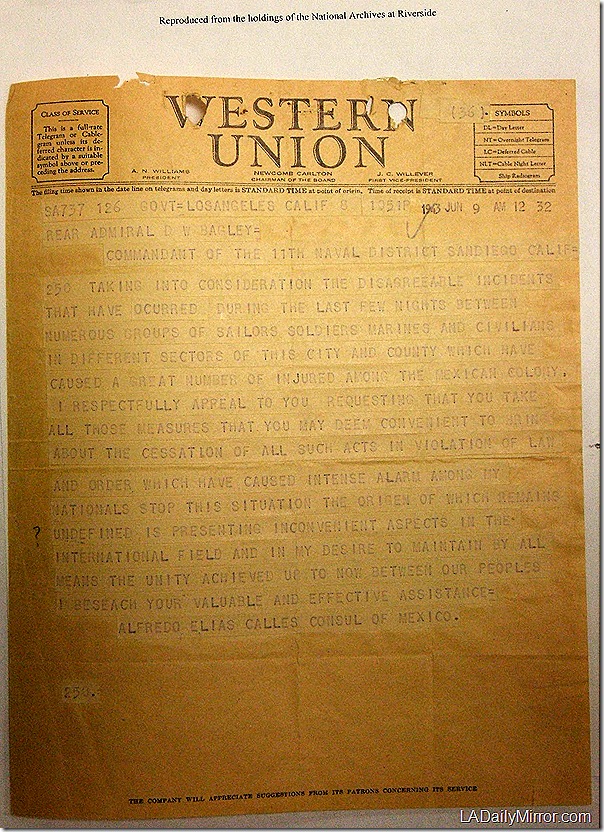 Reproduced from the holdings of the National Archives at Riverside
CLASS OF SERVICE
This is a full-rate
Telegram or Cable-
gram unless its de-
ferred character is in-
dicated by a suitable
symbol above or pre-
ceding the address.
WESTERN
UNION
(36).
A. N. WILLIAMS
PRESIDENT
NEWCOMB CARLTON
CHAIRMAN OF THE BOARD
J. C. WILLEVER
FIRST VICE-PRESIDENT
SYMBOLS
DL=Day Letter
NT=Overnight Telegram
LC=Deferred Cable
NLT=Cable Night Letter
Ship Radiogram
The filing time shown in the date line on telegrams and day letters is STANDARD TIME at point of origin. Time of receipt is STANDARD TIME at point of destination
SA757 126 GOVT=LOSANGELES CALIF 1051P 1943 JUN 9 AM 12 32
REAR ADMIRAL D W BAGLEY=
COMMANDANT OF THE 11TH NAVAL DISTRICT SANDIEGO CALIF=
250 TAKING INTO CONSIDERATION THE DISAGREEABLE INCIDENTS
THAT HAVE OCURRED DURING THE LAST FEW NIGHTS BETWEEN
NUMEROUS GROUPS OF SAILORS SOLDIERS MARINES AND CIVILIANS
IN DIFFERENT SECTORS OF THIS CITY AND COUNTY WHICH HAVE
CAUSED A GREAT NUMBER OF INJURED AMONG THE MEXICAN COLONY,
I RESPECTFULLY APPEAL TO YOU REQUESTING THAT YOU TAKE
ALL THOSE MEASURES THAT YOU MAY DEEM CONVENIENT TO BRING
ABOUT THE CESSATION OF ALL SUCH ACTS IN VIOLATION OF LAW
AND ORDER WHICH HAVE CAUSED INTENSE ALARM AMONG MY
NATIONALS STOP THIS SITUATION THE ORIGEN OF WHICH REMAINS
? UNDEFINED IS PRESENTING INCONVENIENT ASPECTS IN THE
INTERNATIONAL FIELD AND IN MY DESIRE TO MAINTAIN BY ALL
MEANS THE UNITY ACHIEVED UP TO NOW BETWEEN OUR PEOPLES
I BESEACH YOUR VALUABLE AND EFFECTIVE ASSISTANCE=
ALFREDO ELIAS CALLES CONSUL OF MEXICO.
250.
THE COMPANY WILL APPRECIATE SUGGESTIONS FROM ITS PATRONS CONCERNING ITS SERVICE
LADailyMirror.com